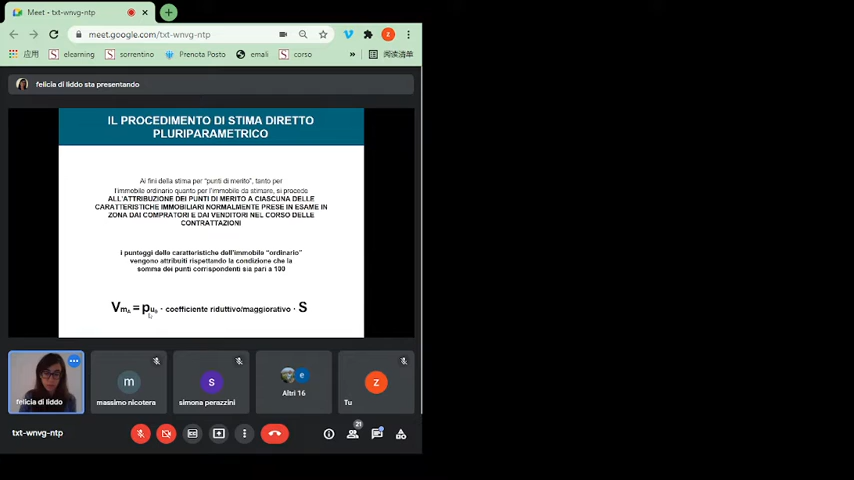 Meet - txt-wnvg-ntp
meet.google.com/txt-wnvg-ntp
应用 elearning sorrentino Prenota Posto emali corso » 阅读清单
felicia di liddo sta presentando
IL PROCEDIMENTO DI STIMA DIRETTO
PLURIPARAMETRICO
Ai fini della stima per "punti di merito", tanto per
l'immobile ordinario quanto per l'immobile da stimare, si procede
ALL'ATTRIBUZIONE DEI PUNTI DI MERITO A CIASCUNA DELLE
CARATTERISTICHE IMMOBILIARI NORMALMENTE PRESE IN ESAME IN
ZONA DAI COMPRATORI E DAI VENDITORI NEL CORSO DELLE
CONTRATTAZIONI
i punteggi delle caratteristiche dell'immobile "ordinario"
vengono attribuiti rispettando la condizione che la
somma dei punti corrispondenti sia pari a 100
V = p · coefficiente riduttivo/maggiorativo · S
m s e z
felicia di liddo massimo nicotera simona perazzini Altri 16 Tu
21
txt-wnvg-ntp